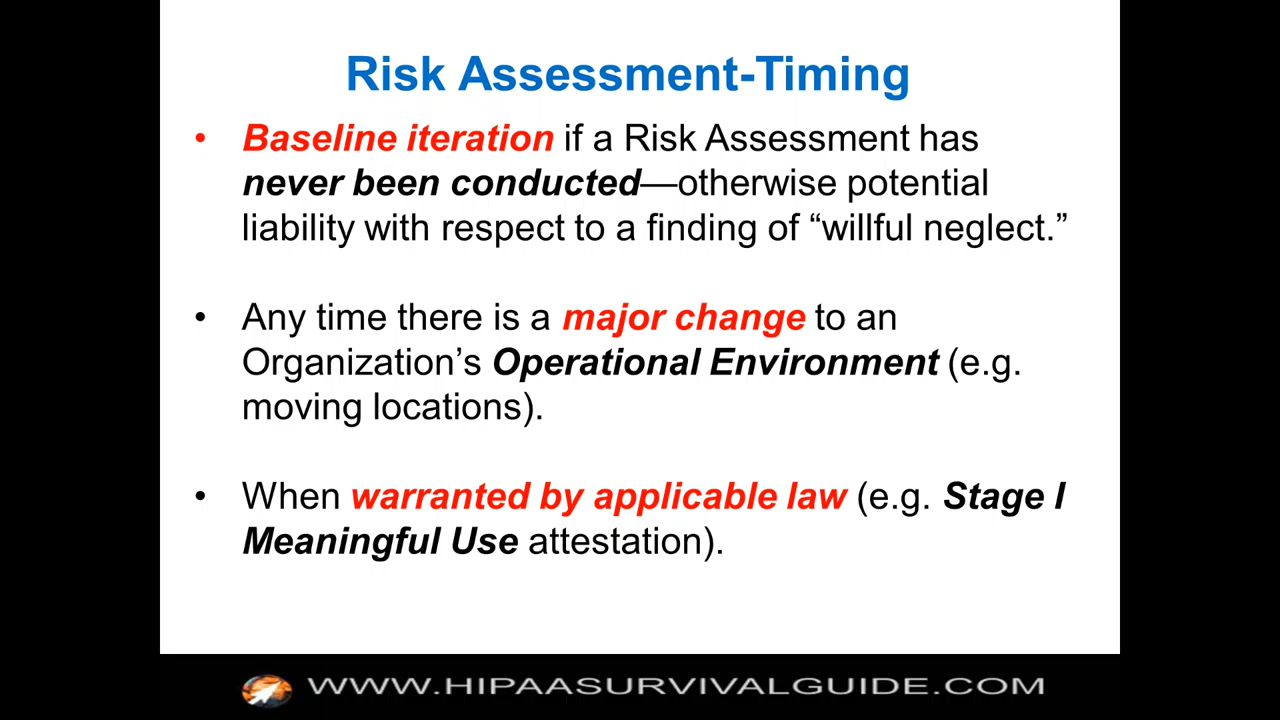 Risk Assessment-Timing
• Baseline iteration if a Risk Assessment has
never been conducted—otherwise potential
liability with respect to a finding of “willful neglect.”
• Any time there is a major change to an
Organization’s Operational Environment (e.g.
moving locations).
• When warranted by applicable law (e.g. Stage I
Meaningful Use attestation).
WWW.HIPAASURVIVALGUIDE.COM